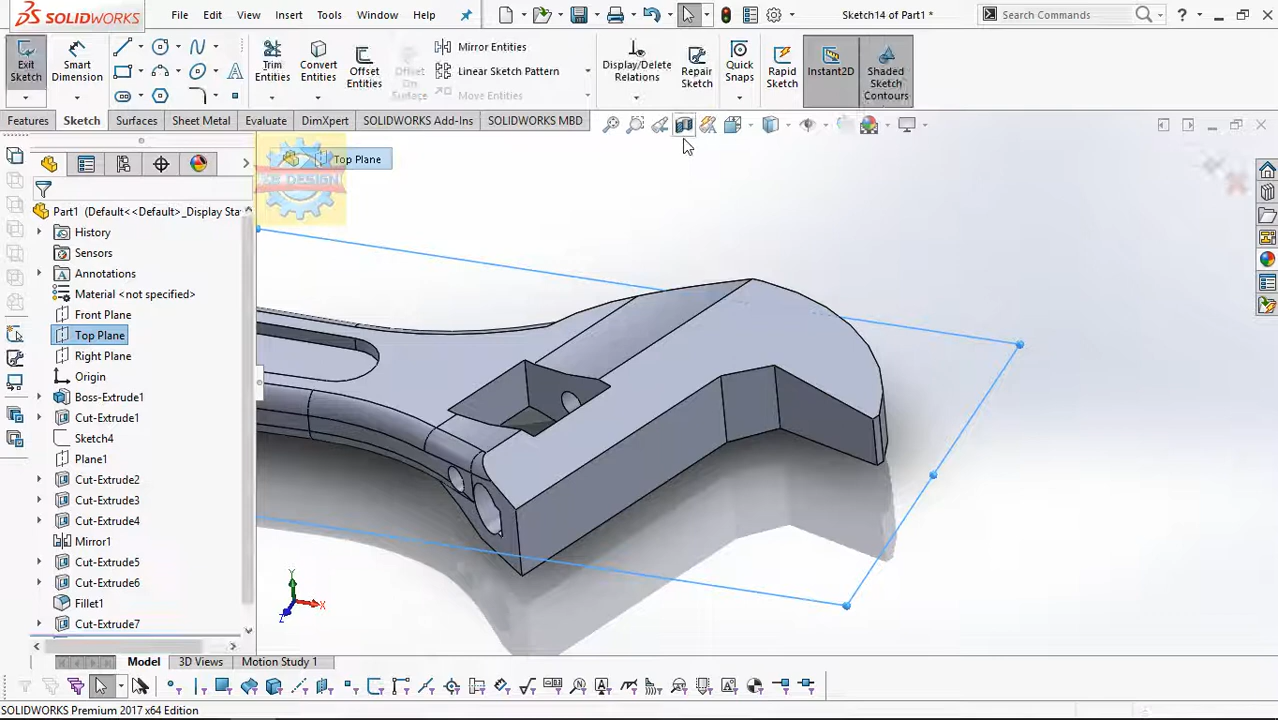 SOLIDWORKS
File
Edit
View
Insert
Tools
Window
Help
Sketch14 of Part1 *
Search Commands
Exit Sketch
Smart Dimension
Trim Entities
Convert Entities
Offset Entities
Offset On Surface
Mirror Entities
Linear Sketch Pattern
Move Entities
Display/Delete Relations
Repair Sketch
Quick Snaps
Rapid Sketch
Instant2D
Shaded Sketch Contours
Features
Sketch
Surfaces
Sheet Metal
Evaluate
DimXpert
SOLIDWORKS Add-Ins
SOLIDWORKS MBD
Top Plane
Part1 (Default<<Default>_Display Sta
History
Sensors
Annotations
Material <not specified>
Front Plane
Top Plane
Right Plane
Origin
Boss-Extrude1
Cut-Extrude1
Sketch4
Plane1
Cut-Extrude2
Cut-Extrude3
Cut-Extrude4
Mirror1
Cut-Extrude5
Cut-Extrude6
Fillet1
Cut-Extrude7
Y
X
Z
Model
3D Views
Motion Study 1
SOLIDWORKS Premium 2017 x64 Edition